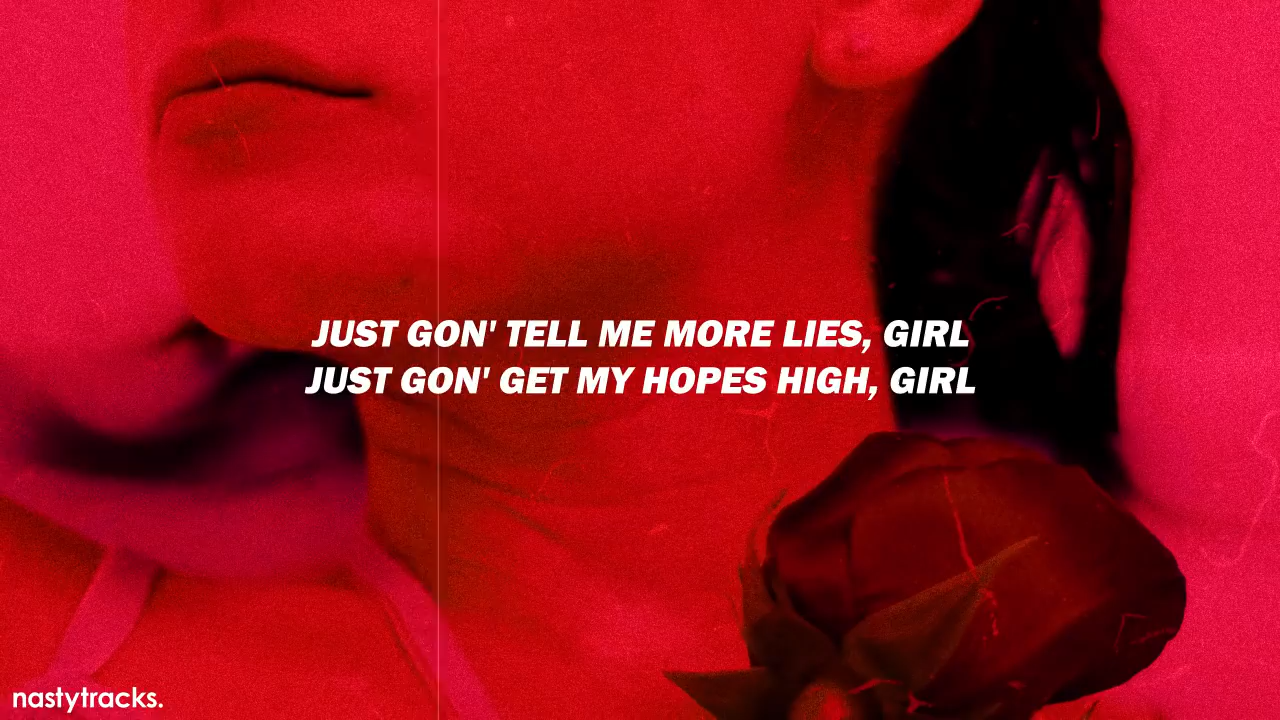 JUST GON' TELL ME MORE LIES, GIRL
JUST GON' GET MY HOPES HIGH, GIRL
nastytracks.